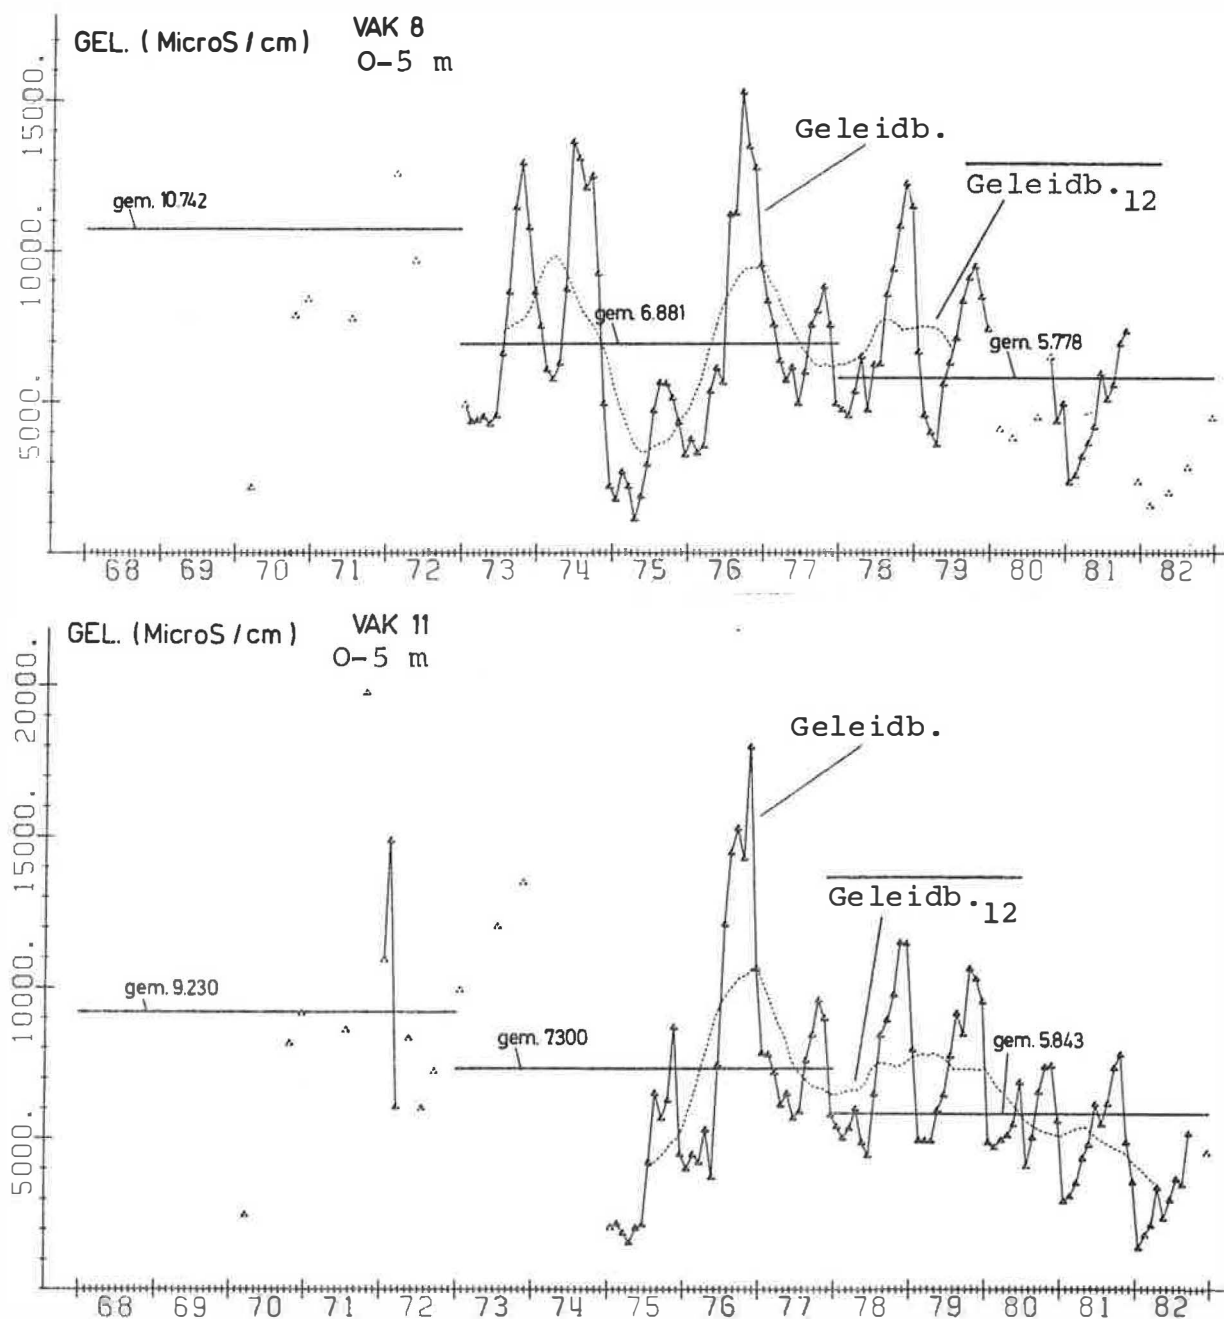 GEL. (MicroS/cm)
VAK 8
0-5 m
15000.
10000.
5000.
gem. 10.742
gem. 6.881
gem. 5.778
Geleidb.
Geleidb.12
68 69 70 71 72 73 74 75 76 77 78 79 80 81 82
GEL. (MicroS/cm)
VAK 11
0-5 m
20000.
15000.
10000.
5000.
gem. 9.230
gem. 7300
gem. 5.843
Geleidb.
Geleidb.12
68 69 70 71 72 73 74 75 76 77 78 79 80 81 82